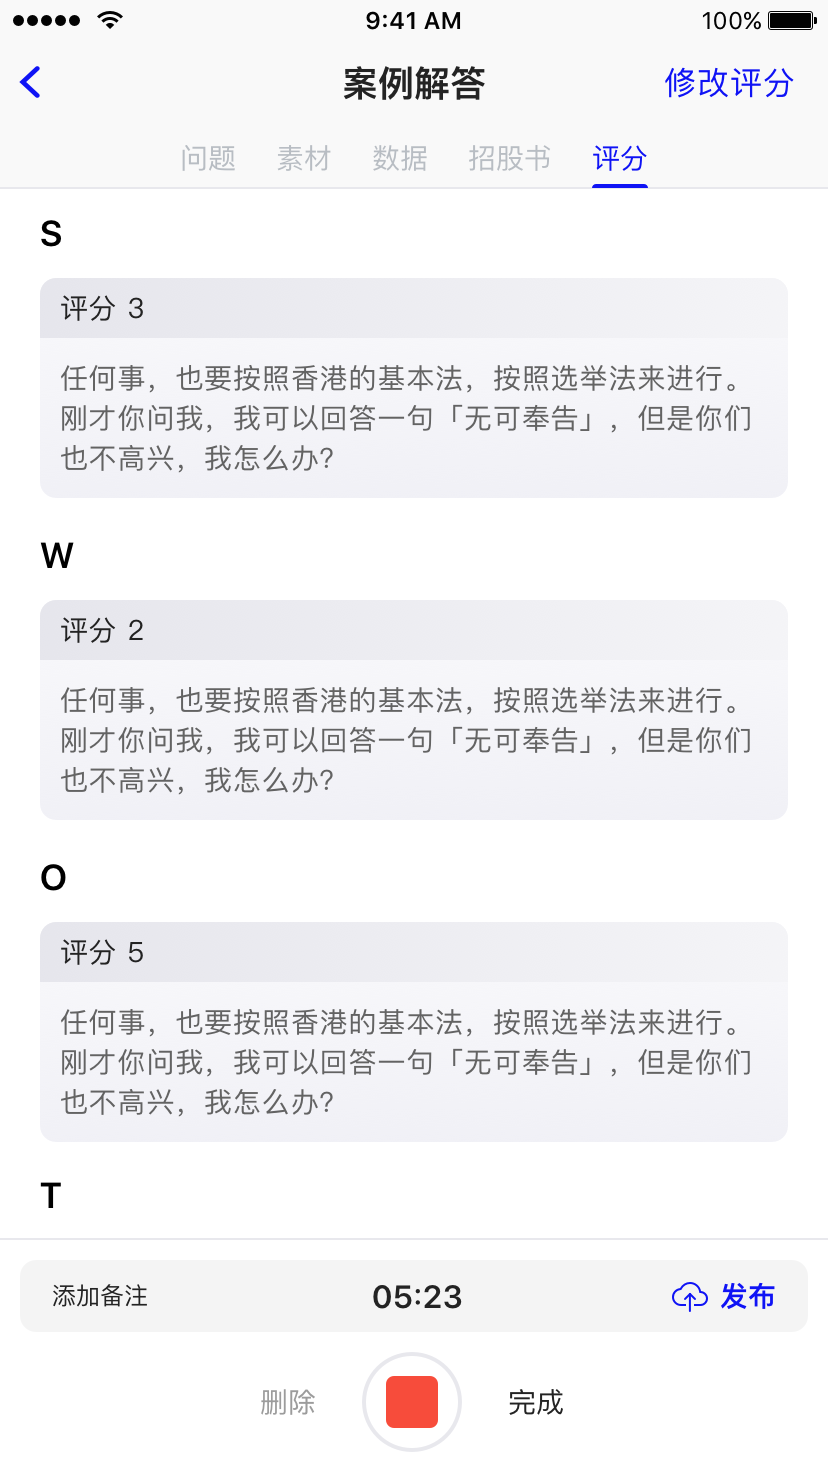 9:41 AM
100%
案例解答
修改评分
问题
素材
数据
招股书
评分
S
评分 3
任何事，也要按照香港的基本法，按照选举法来进行。
刚才你问我，我可以回答一句「无可奉告」，但是你们
也不高兴，我怎么办？
W
评分 2
任何事，也要按照香港的基本法，按照选举法来进行。
刚才你问我，我可以回答一句「无可奉告」，但是你们
也不高兴，我怎么办？
O
评分 5
任何事，也要按照香港的基本法，按照选举法来进行。
刚才你问我，我可以回答一句「无可奉告」，但是你们
也不高兴，我怎么办？
T
添加备注
05:23
发布
删除
完成